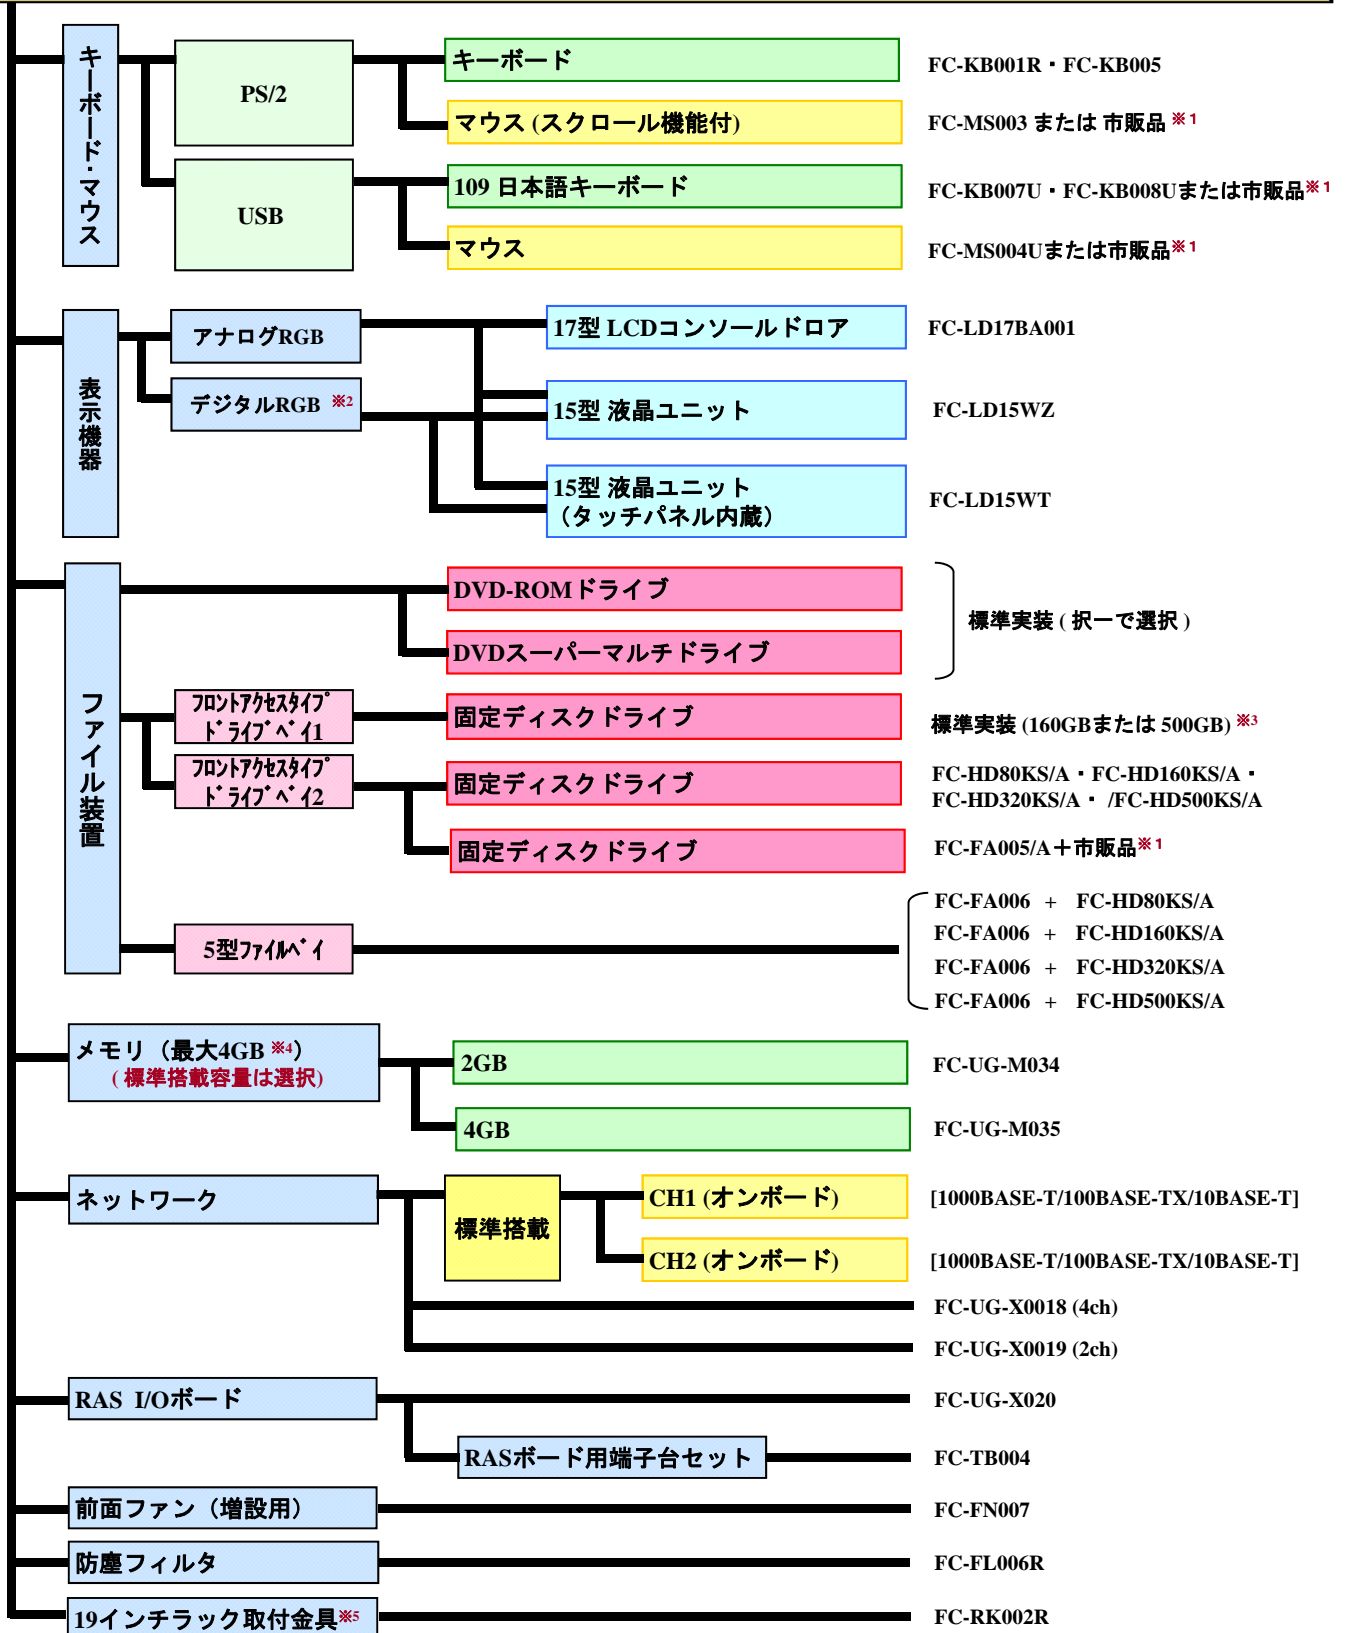 キーボード・マウス
PS/2
キーボード
FC-KB001R・FC-KB005
マウス (スクロール機能付)
FC-MS003 または 市販品 ※1
USB
109 日本語キーボード
FC-KB007U・FC-KB008Uまたは市販品※1
マウス
FC-MS004Uまたは市販品※1
表示機器
アナログRGB
17型 LCDコンソールドロア
FC-LD17BA001
デジタルRGB ※2
15型 液晶ユニット
FC-LD15WZ
15型 液晶ユニット
（タッチパネル内蔵）
FC-LD15WT
ファイル装置
DVD-ROMドライブ
DVDスーパーマルチドライブ
標準実装 ( 択一で選択 )
ﾌﾛﾝﾄｱｸｾｽﾀｲﾌﾟ
ﾄﾞﾗｲﾌﾞﾍﾞｲ1
固定ディスクドライブ
標準実装 (160GBまたは 500GB) ※3
ﾌﾛﾝﾄｱｸｾｽﾀｲﾌﾟ
ﾄﾞﾗｲﾌﾞﾍﾞｲ2
固定ディスクドライブ
FC-HD80KS/A・FC-HD160KS/A・
FC-HD320KS/A・ /FC-HD500KS/A
固定ディスクドライブ
FC-FA005/A＋市販品※1
5型ﾌｧｲﾙﾍﾞｲ
FC-FA006 + FC-HD80KS/A
FC-FA006 + FC-HD160KS/A
FC-FA006 + FC-HD320KS/A
FC-FA006 + FC-HD500KS/A
メモリ（最大4GB ※4）
( 標準搭載容量は選択)
2GB
FC-UG-M034
4GB
FC-UG-M035
ネットワーク
標準搭載
CH1 (オンボード)
[1000BASE-T/100BASE-TX/10BASE-T]
CH2 (オンボード)
[1000BASE-T/100BASE-TX/10BASE-T]
FC-UG-X0018 (4ch)
FC-UG-X0019 (2ch)
RAS I/Oボード
FC-UG-X020
RASボード用端子台セット
FC-TB004
前面ファン（増設用）
FC-FN007
防塵フィルタ
FC-FL006R
19インチラック取付金具※5
FC-RK002R